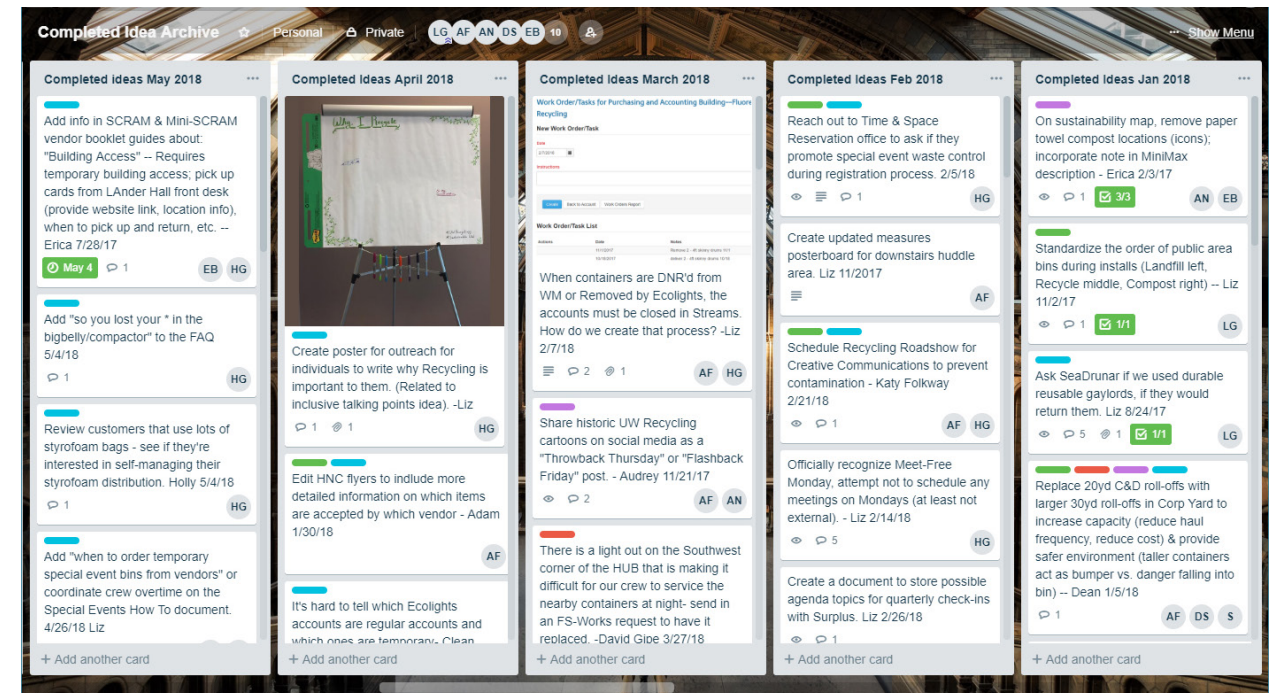 Completed Idea Archive
Personal
Private
LG AF AN DS EB 10
Show Menu
Completed ideas May 2018
Add info in SCRAM & Mini-SCRAM
vendor booklet guides about:
"Building Access" -- Requires
temporary building access; pick up
cards from LAnder Hall front desk
(provide website link, location info),
when to pick up and return, etc. --
Erica 7/28/17
May 4 1 EB HG
Add "so you lost your * in the
bigbelly/compactor" to the FAQ
5/4/18
1 HG
Review customers that use lots of
styrofoam bags - see if they're
interested in self-managing their
styrofoam distribution. Holly 5/4/18
1 HG
Add "when to order temporary
special event bins from vendors" or
coordinate crew overtime on the
Special Events How To document.
4/26/18 Liz
+ Add another card
Completed Ideas April 2018
Why I Recycle
Create poster for outreach for
individuals to write why Recycling is
important to them. (Related to
inclusive talking points idea). -Liz
1 1 HG
Edit HNC flyers to indlude more
detailed information on which items
are accepted by which vendor - Adam
1/30/18
AF
It's hard to tell which Ecolights
accounts are regular accounts and
which ones are temporary- Clean
+ Add another card
Completed Ideas March 2018
Work Order/Tasks for Purchasing and Accounting Building—Fluore
Recycling
New Work Order/Task
Date
2/7/2018
Instructions
Create Back to Account Work Orders Report
Work Order/Task List
Actions Date Notes
When containers are DNR'd from
WM or Removed by Ecolights, the
accounts must be closed in Streams.
How do we create that process? -Liz
2/7/18
2 1 AF HG
Share historic UW Recycling
cartoons on social media as a
"Throwback Thursday" or "Flashback
Friday" post. - Audrey 11/21/17
2 AF AN
There is a light out on the Southwest
corner of the HUB that is making it
difficult for our crew to service the
nearby containers at night- send in
an FS-Works request to have it
replaced. -David Gipe 3/27/18
+ Add another card
Completed Ideas Feb 2018
Reach out to Time & Space
Reservation office to ask if they
promote special event waste control
during registration process. 2/5/18
1 HG
Create updated measures
posterboard for downstairs huddle
area. Liz 11/2017
AF
Schedule Recycling Roadshow for
Creative Communications to prevent
contamination - Katy Folkway
2/21/18
1 AF HG
Officially recognize Meet-Free
Monday, attempt not to schedule any
meetings on Mondays (at least not
external). - Liz 2/14/18
5 HG
Create a document to store possible
agenda topics for quarterly check-ins
with Surplus. Liz 2/26/18
1
+ Add another card
Completed Ideas Jan 2018
On sustainability map, remove paper
towel compost locations (icons);
incorporate note in MiniMax
description - Erica 2/3/17
1 3/3 AN EB
Standardize the order of public area
bins during installs (Landfill left,
Recycle middle, Compost right) -- Liz
11/2/17
1 1/1 LG
Ask SeaDrunar if we used durable
reusable gaylords, if they would
return them. Liz 8/24/17
5 1 1/1 LG
Replace 20yd C&D roll-offs with
larger 30yd roll-offs in Corp Yard to
increase capacity (reduce haul
frequency, reduce cost) & provide
safer environment (taller containers
act as bumper vs. danger falling into
bin) -- Dean 1/5/18
1 AF DS S
+ Add another card